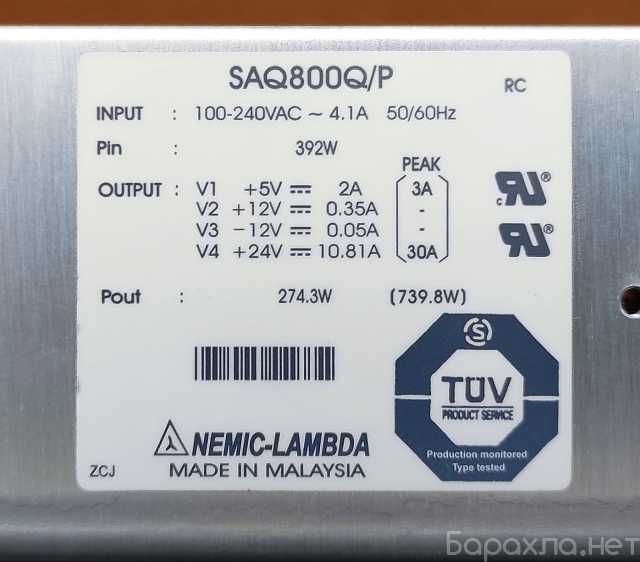 SAQ800Q/P
RC
INPUT : 100-240VAC ~ 4.1A 50/60Hz
Pin : 392W
PEAK
OUTPUT : V1 +5V ⎓ 2A (3A)
V2 +12V ⎓ 0.35A -
V3 -12V ⎓ 0.05A -
V4 +24V ⎓ 10.81A (30A)
Pout : 274.3W (739.8W)
c RU ®
RU ®
S
TÜV
PRODUCT SERVICE
Production monitored
Type tested
NEMIC-LAMBDA
ZCJ MADE IN MALAYSIA
Барахла.нет